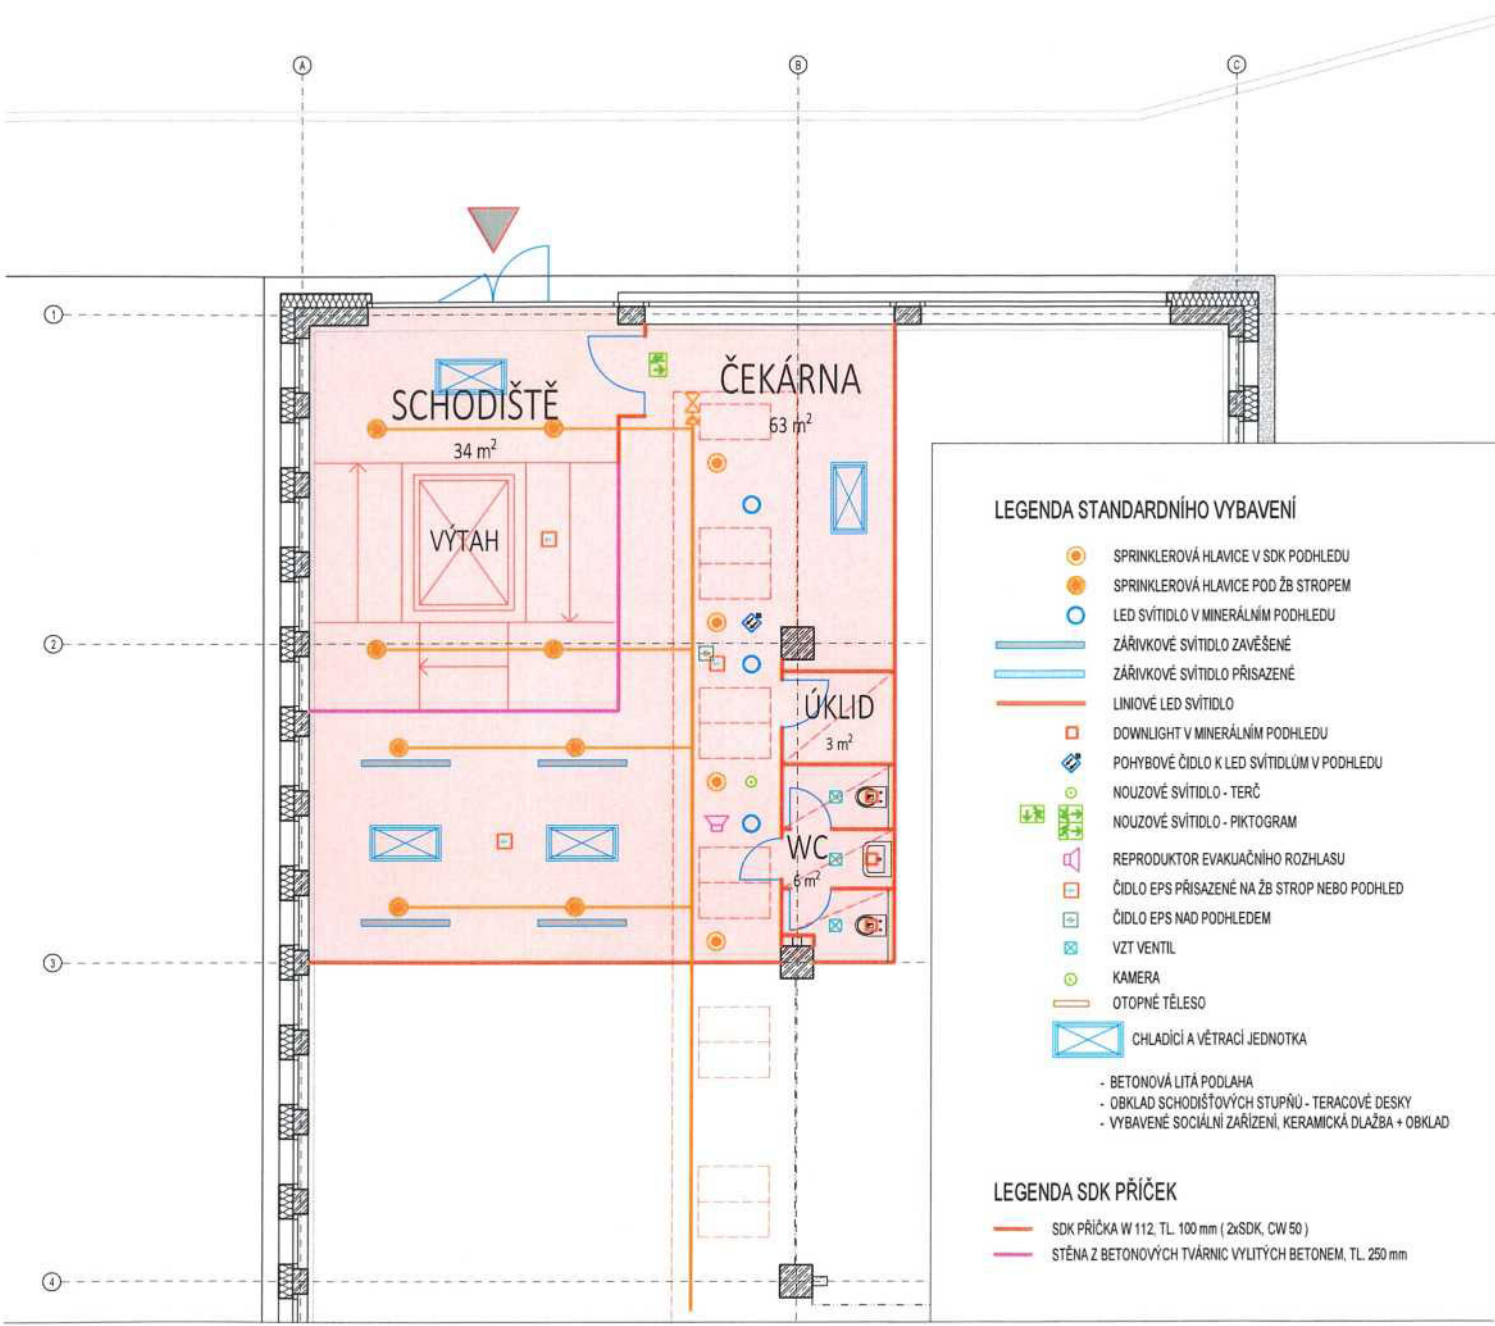 A
B
C
1
SCHODIŠTĚ
34 m²
ČEKÁRNA
63 m²
VÝTAH
2
ÚKLID
3 m²
WC
6 m²
3
4
LEGENDA STANDARDNÍHO VYBAVENÍ
SPRINKLEROVÁ HLAVICE V SDK PODHLEDU
SPRINKLEROVÁ HLAVICE POD ŽB STROPEM
LED SVÍTIDLO V MINERÁLNÍM PODHLEDU
ZÁŘIVKOVÉ SVÍTIDLO ZAVĚŠENÉ
ZÁŘIVKOVÉ SVÍTIDLO PŘISAZENÉ
LINIOVÉ LED SVÍTIDLO
DOWNLIGHT V MINERÁLNÍM PODHLEDU
POHYBOVÉ ČIDLO K LED SVÍTIDLŮM V PODHLEDU
NOUZOVÉ SVÍTIDLO - TERČ
NOUZOVÉ SVÍTIDLO - PIKTOGRAM
REPRODUKTOR EVAKUAČNÍHO ROZHLASU
ČIDLO EPS PŘISAZENÉ NA ŽB STROP NEBO PODHLED
ČIDLO EPS NAD PODHLEDEM
VZT VENTIL
KAMERA
OTOPNÉ TĚLESO
CHLADÍCÍ A VĚTRACÍ JEDNOTKA
- BETONOVÁ LITÁ PODLAHA
- OBKLAD SCHODIŠŤOVÝCH STUPŇŮ - TERACOVÉ DESKY
- VYBAVENÉ SOCIÁLNÍ ZAŘÍZENÍ, KERAMICKÁ DLAŽBA + OBKLAD
LEGENDA SDK PŘÍČEK
SDK PŘÍČKA W 112, TL. 100 mm ( 2xSDK, CW 50 )
STĚNA Z BETONOVÝCH TVÁRNIC VYLITÝCH BETONEM, TL. 250 mm